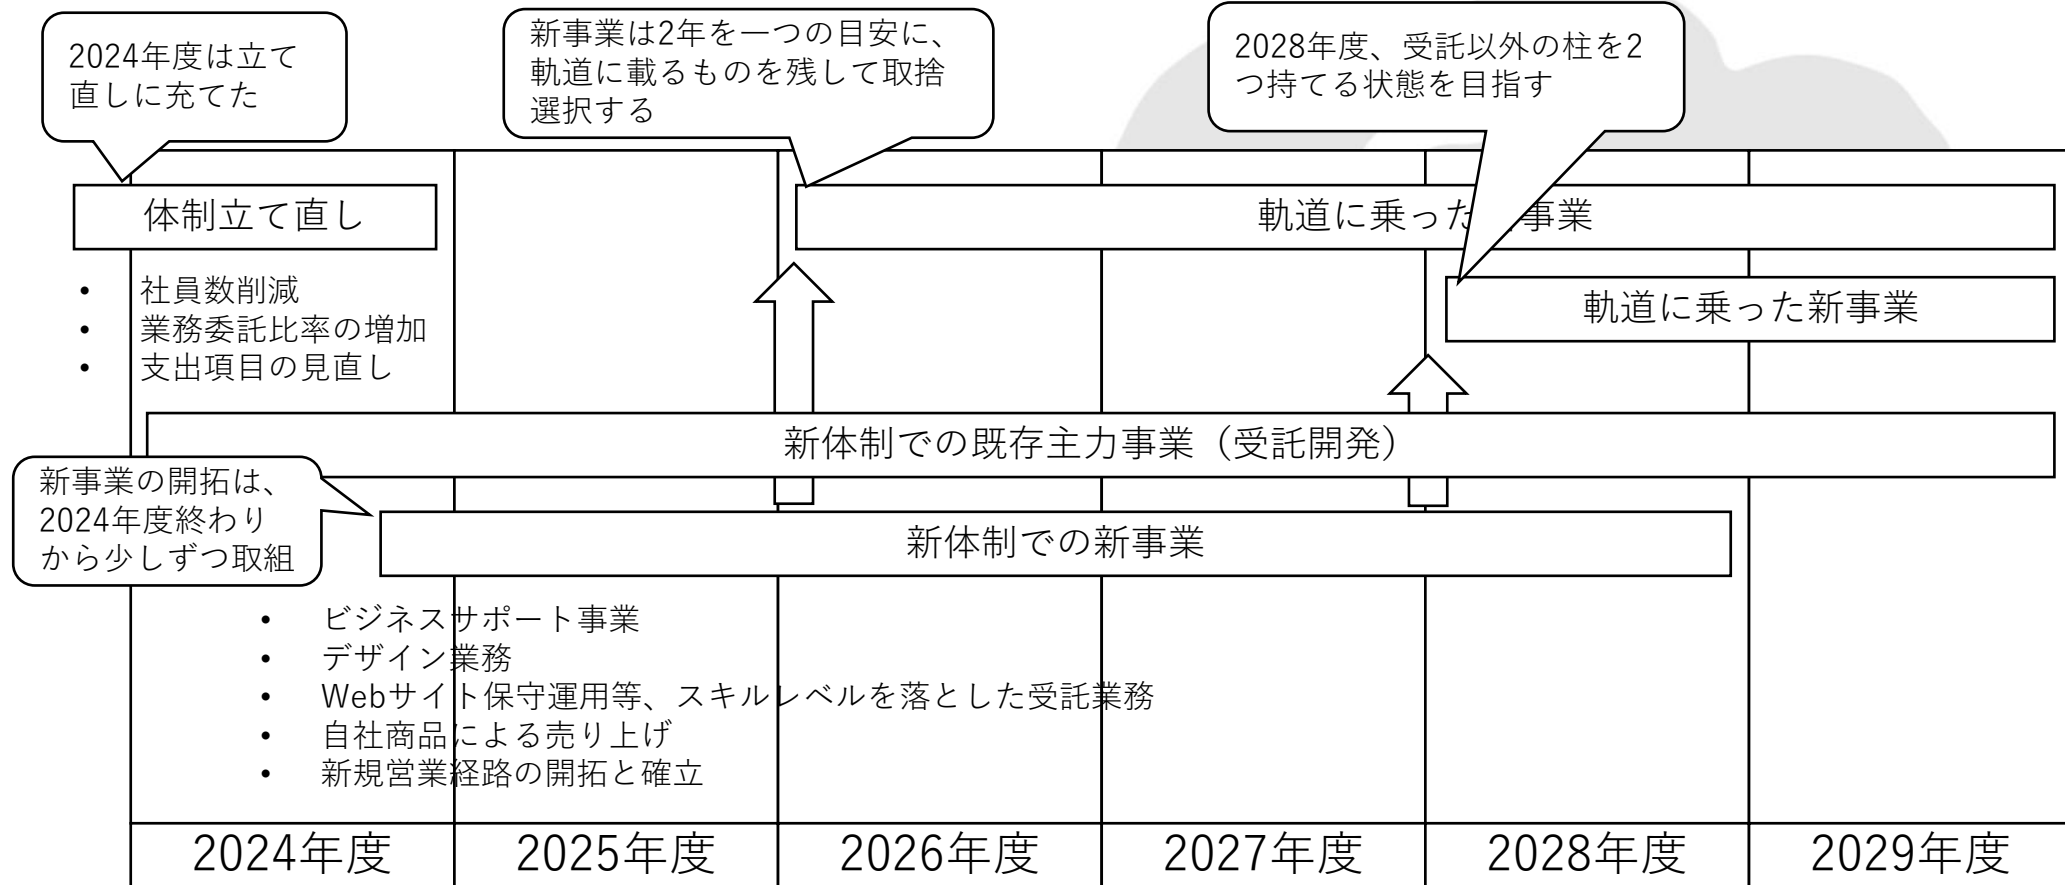 2024年度は立て
直しに充てた
新事業は2年を一つの目安に、
軌道に載るものを残して取捨
選択する
2028年度、受託以外の柱を2
つ持てる状態を目指す
体制立て直し
軌道に乗った 事業
・ 社員数削減
・ 業務委託比率の増加
・ 支出項目の見直し
軌道に乗った新事業
新体制での既存主力事業（受託開発）
新事業の開拓は、
2024年度終わり
から少しずつ取組
新体制での新事業
・ ビジネスサポート事業
・ デザイン業務
・ Webサイト保守運用等、スキルレベルを落とした受託業務
・ 自社商品による売り上げ
・ 新規営業経路の開拓と確立
2024年度 2025年度 2026年度 2027年度 2028年度 2029年度